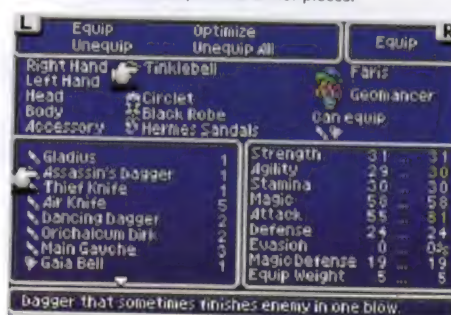 L Equip Optimize Equip R
Unequip Unequip All
Right Hand Tinklebell Faris
Left Hand Geomancer
Head Circlet
Body Black Robe Can equip
Accessory Hermes Sandals
Gladius 1 Strength 31 … 31
Assassin's Dagger 1 Agility 29 … 30
Thief Knife 1 Stamina 30 … 30
Air Knife 5 Magic 58 … 58
Dancing Dagger 2 Attack 55 … 81
Orichalcum Dirk 2 Defense 24 … 24
Main Gauche 3 Evasion 0 … 0%
Gaia Bell 1 Magic Defense 19 … 19
Equip Weight 5 … 5
Dagger that sometimes finishes enemy in one blow.